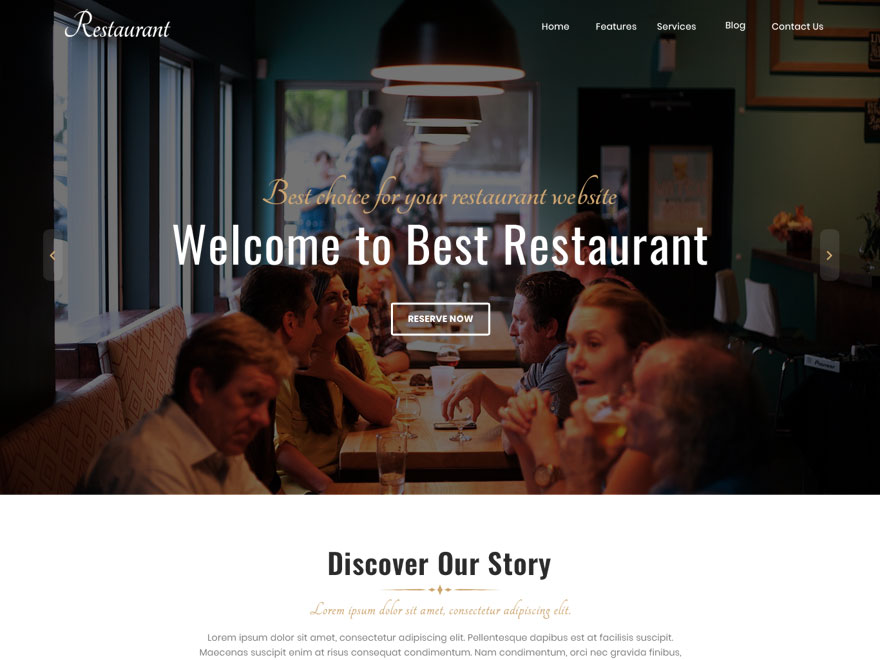 Restaurant
Home Features Services Blog Contact Us
Best choice for your restaurant website
Welcome to Best Restaurant
RESERVE NOW
Pioneer
Discover Our Story
Lorem ipsum dolor sit amet, consectetur adipiscing elit.
Lorem ipsum dolor sit amet, consectetur adipiscing elit. Pellentesque dapibus est at facilisis suscipit.
Maecenas suscipit enim at risus consequat condimentum. Nam condimentum, orci nec gravida finibus,